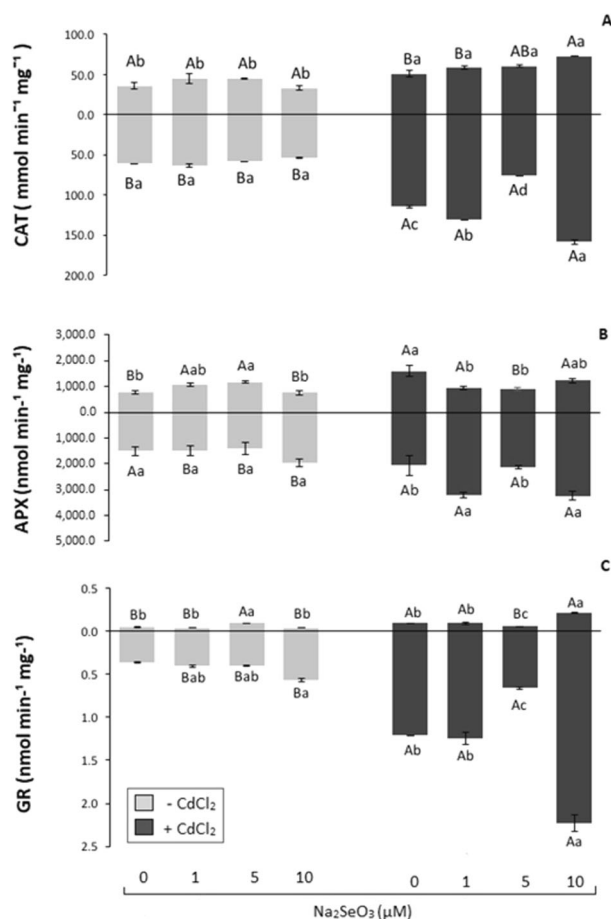 A
100.0
50.0
0.0
50.0
100.0
150.0
200.0
CAT ( mmol min⁻¹ mg⁻¹)
Ab Ab Ab Ab Ba Ba ABa Aa
Ba Ba Ba Ba Ac Ab Ad Aa
B
3,000.0
2,000.0
1,000.0
0.0
1,000.0
2,000.0
3,000.0
4,000.0
5,000.0
APX (nmol min-¹ mg-¹)
Bb Aab Aa Bb Aa Ab Bb Aab
Aa Ba Ba Ba Ab Aa Ab Aa
C
0.5
0.0
0.5
1.0
1.5
2.0
2.5
GR (nmol min-¹ mg-¹)
Bb Bb Aa Bb Ab Ab Bc Aa
Bab Bab Ba Ab Ab Ac Aa
- CdCl₂
+ CdCl₂
0 1 5 10 0 1 5 10
Na₂SeO₃ (µM)